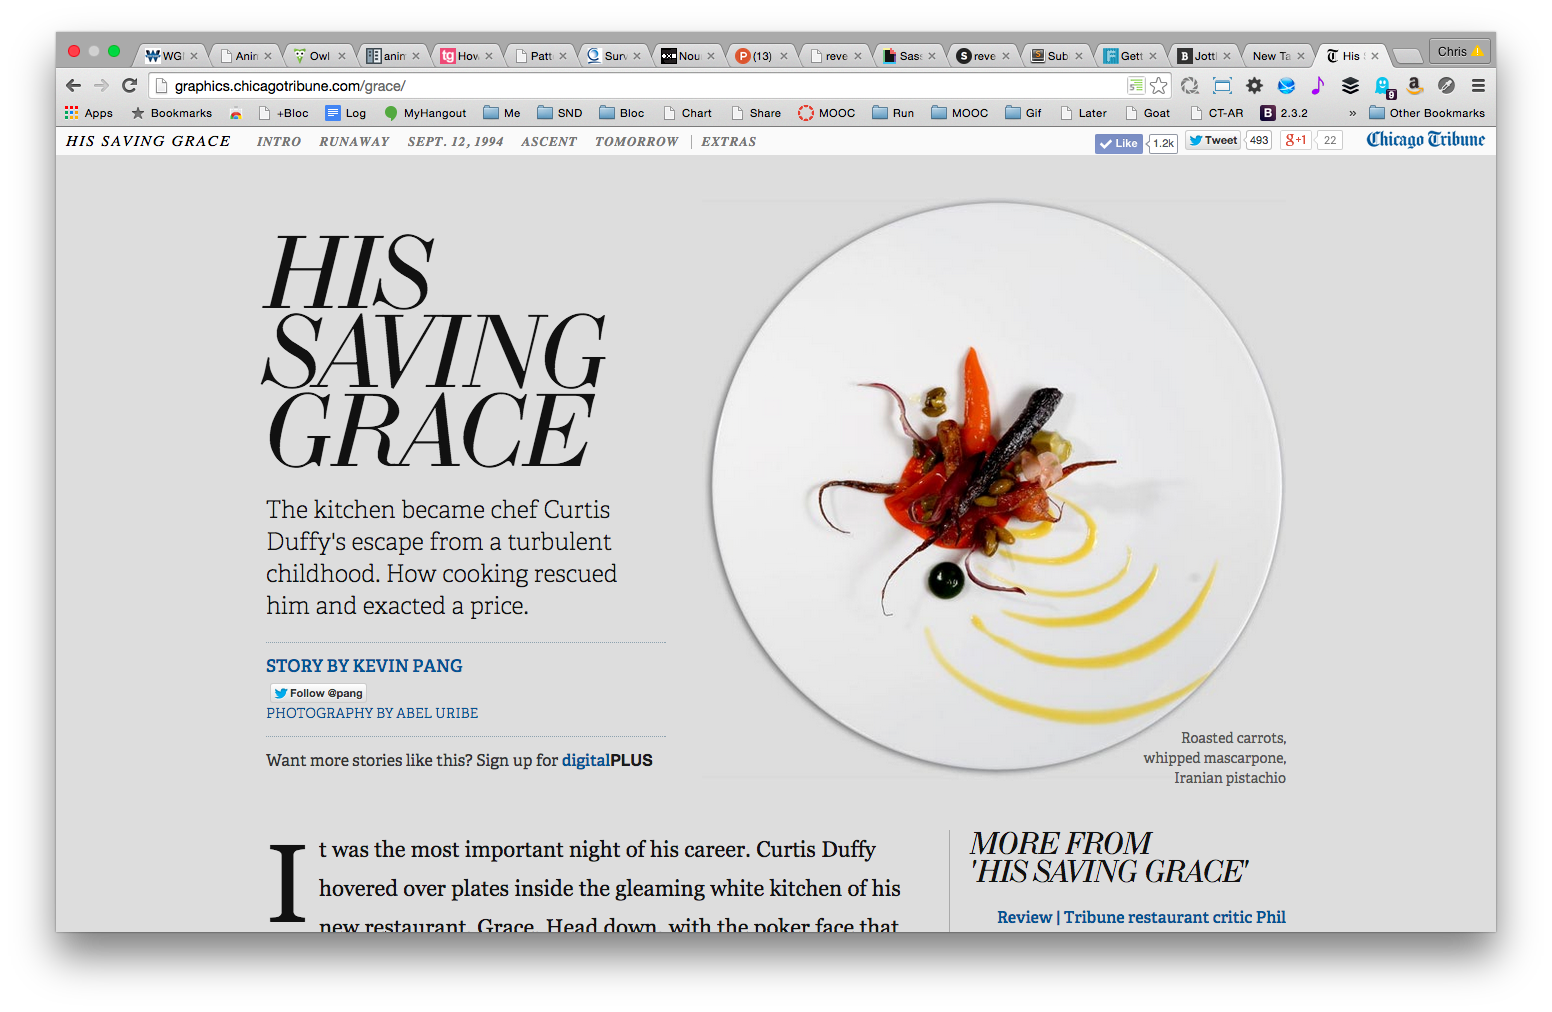 WG
Anim
Owl
anim
tg
How
Patt
Surv
Nou
P
(13)
reve
Sass
S
reve
S
Sub
F
Gett
B
Jott
New Ta
T
His
Chris
graphics.chicagotribune.com/grace/
9
Apps
Bookmarks
+Bloc
Log
MyHangout
Me
SND
Bloc
Chart
Share
MOOC
Run
MOOC
Gif
Later
Goat
CT-AR
B
2.3.2
»
Other Bookmarks
HIS SAVING GRACE
INTRO
RUNAWAY
SEPT. 12, 1994
ASCENT
TOMORROW
EXTRAS
Like
1.2k
Tweet
493
g+1
22
Chicago Tribune
HIS
SAVING
GRACE
The kitchen became chef Curtis
Duffy's escape from a turbulent
childhood. How cooking rescued
him and exacted a price.
STORY BY KEVIN PANG
Follow @pang
PHOTOGRAPHY BY ABEL URIBE
Want more stories like this? Sign up for digitalPLUS
Roasted carrots,
whipped mascarpone,
Iranian pistachio
It was the most important night of his career. Curtis Duffy
hovered over plates inside the gleaming white kitchen of his
new restaurant, Grace. Head down, with the poker face that
MORE FROM
'HIS SAVING GRACE'
Review | Tribune restaurant critic Phil